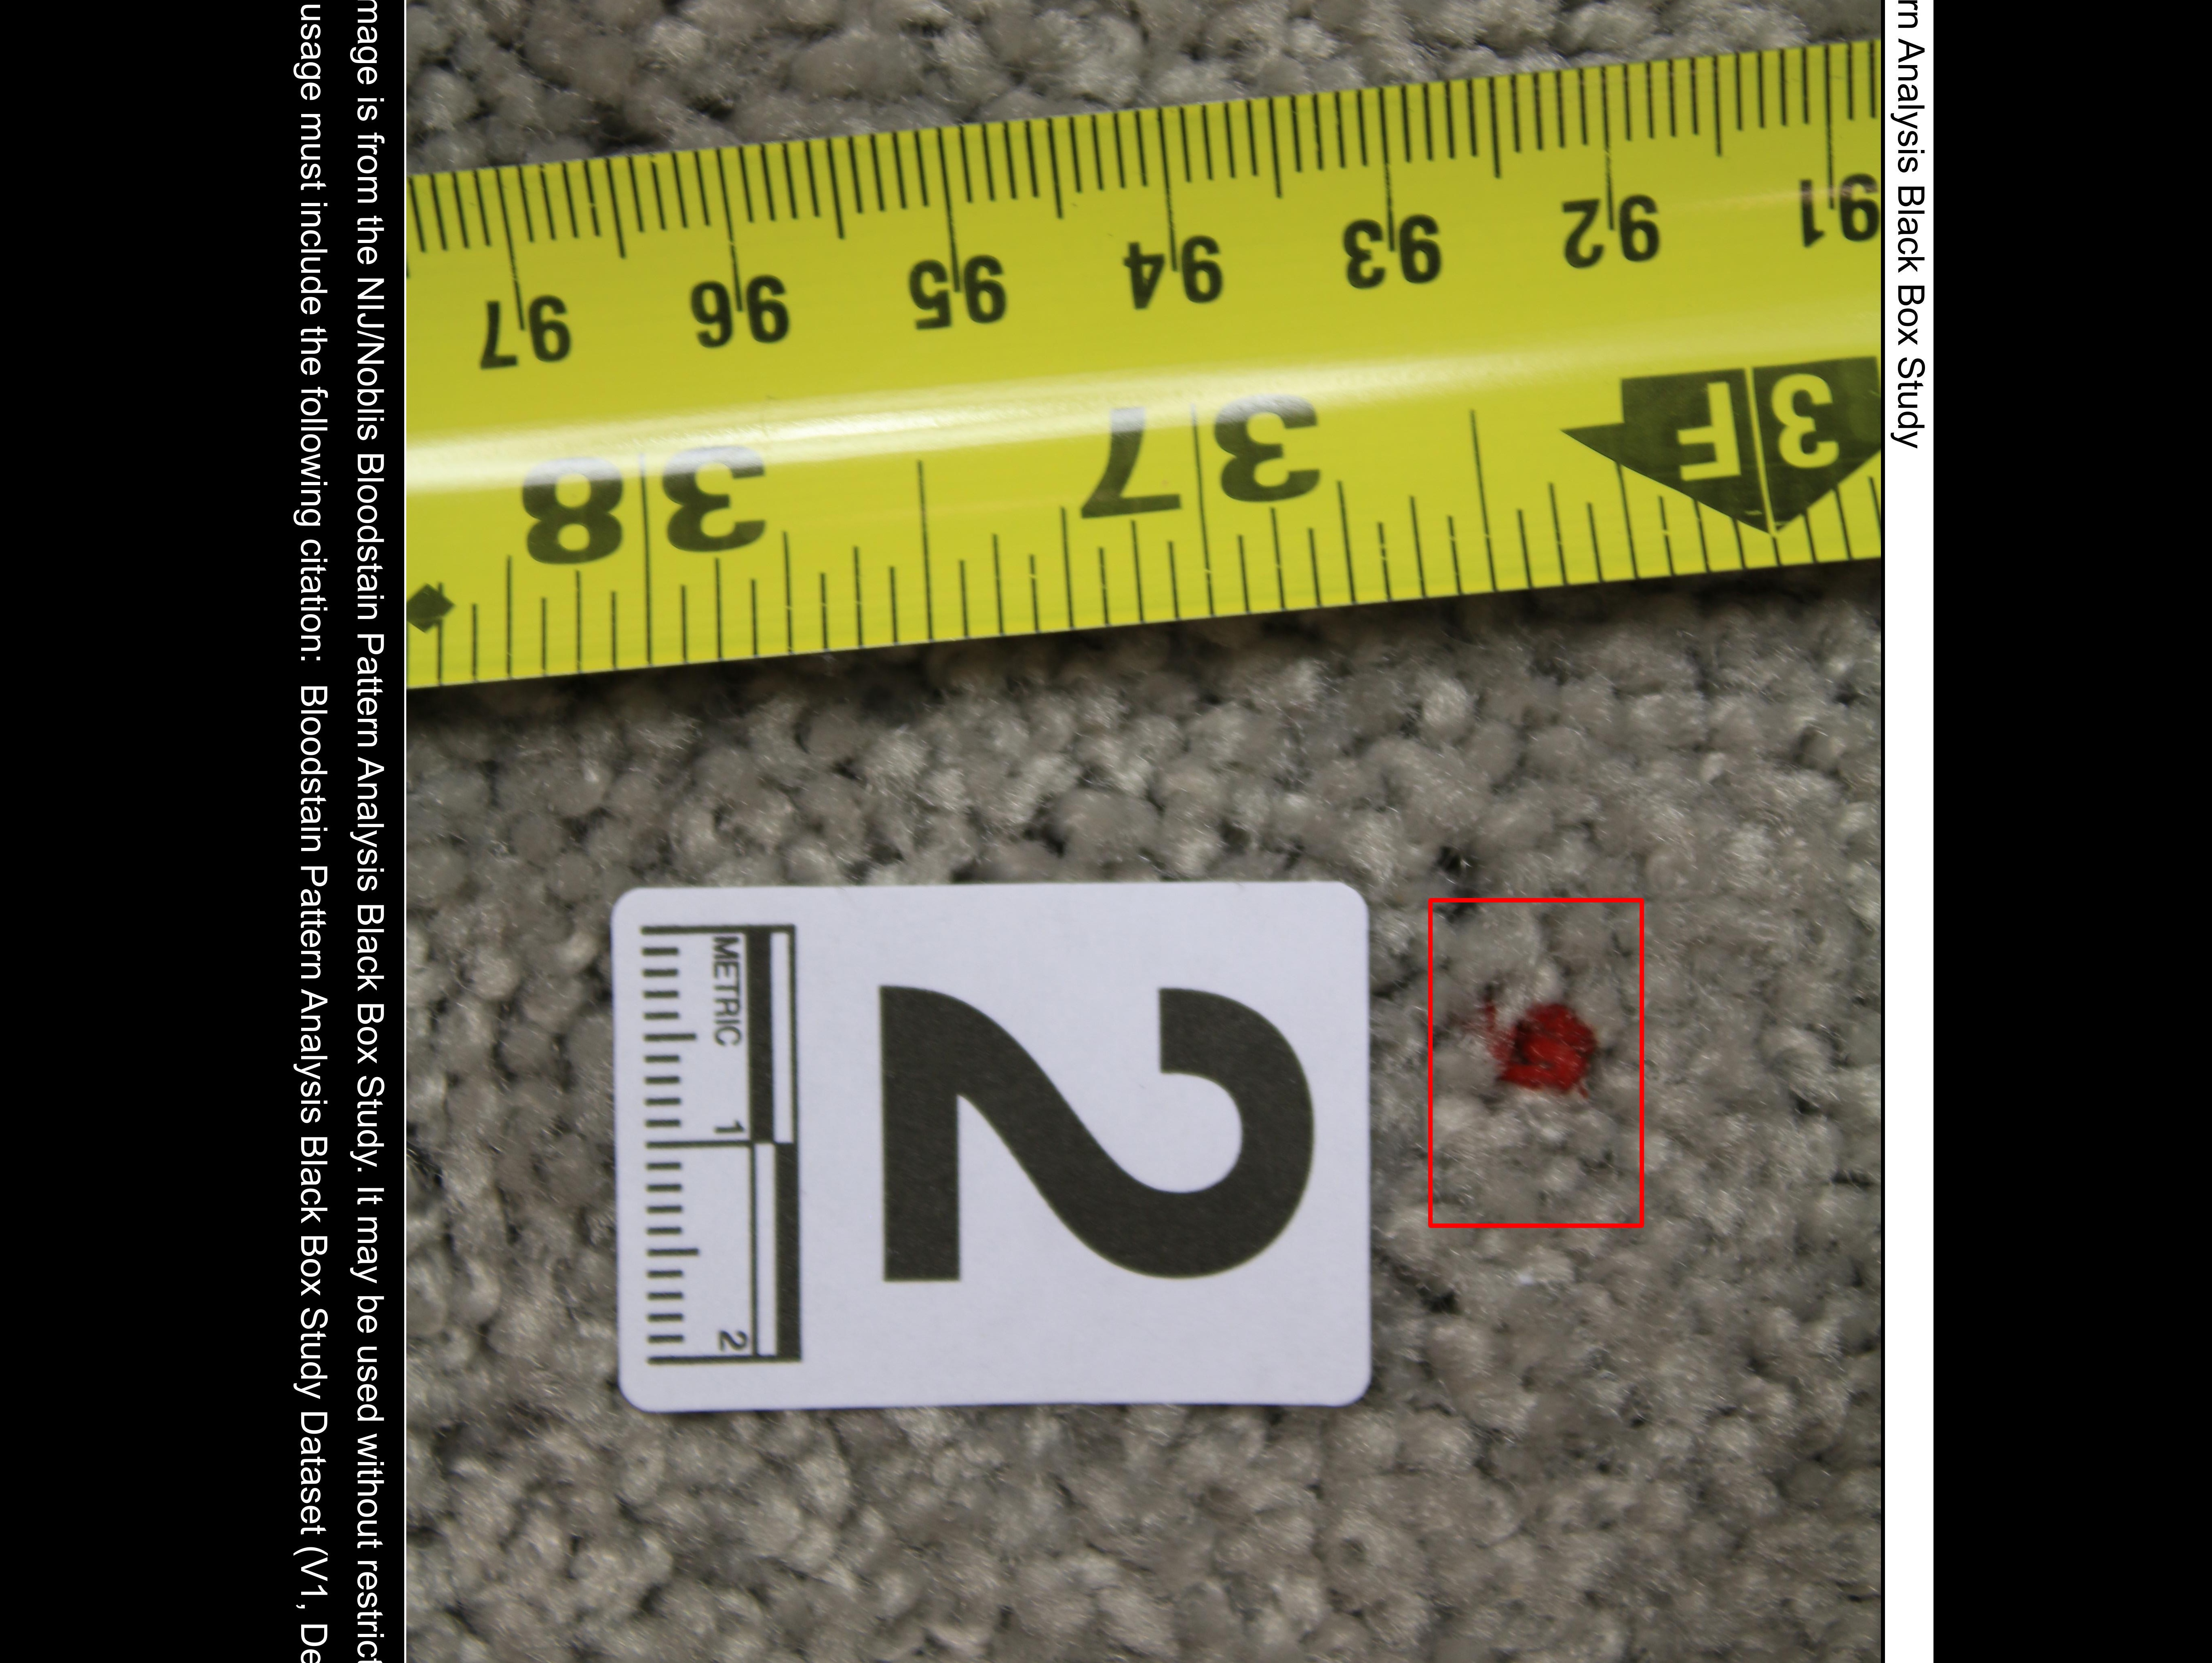 rn Analysis Black Box Study
91
92
93
94
95
96
97
3F
37
38
2
METRIC 1 2
mage is from the NIJ/Noblis Bloodstain Pattern Analysis Black Box Study. It may be used without restrict
usage must include the following citation: Bloodstain Pattern Analysis Black Box Study Dataset (V1, De